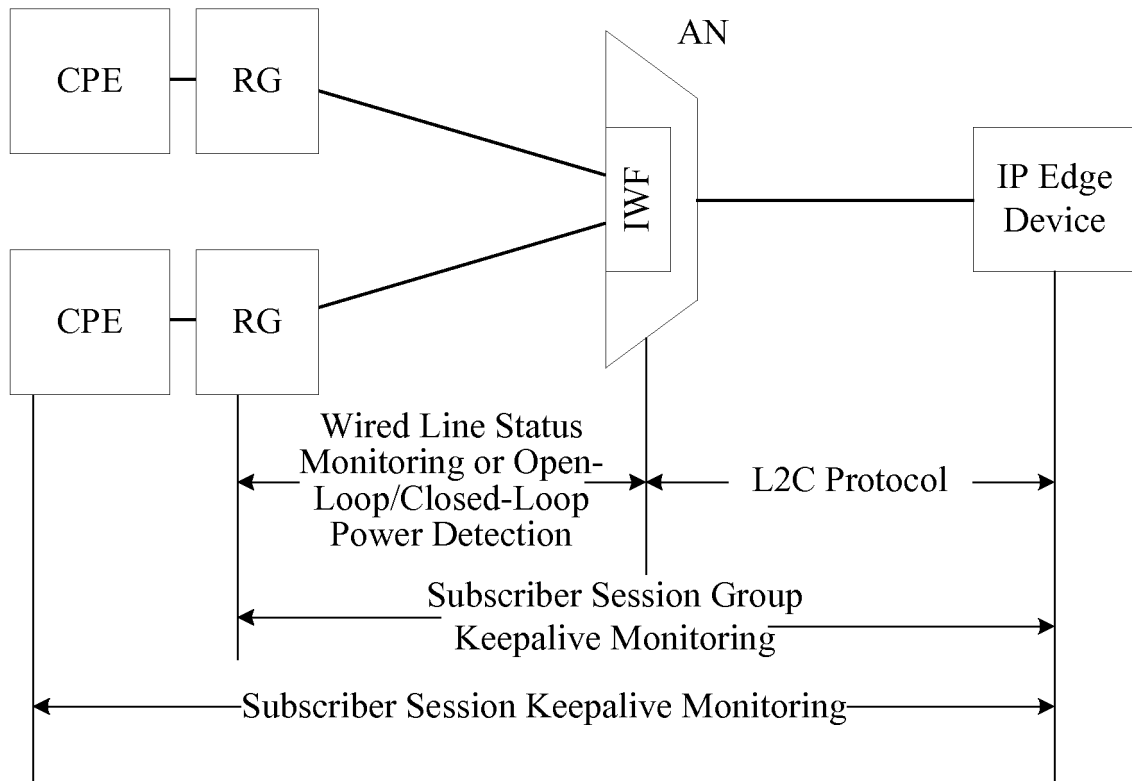 AN
CPE
RG
IWF
IP Edge
Device
CPE
RG
Wired Line Status
Monitoring or Open-
Loop/Closed-Loop
Power Detection
L2C Protocol
Subscriber Session Group
Keepalive Monitoring
Subscriber Session Keepalive Monitoring